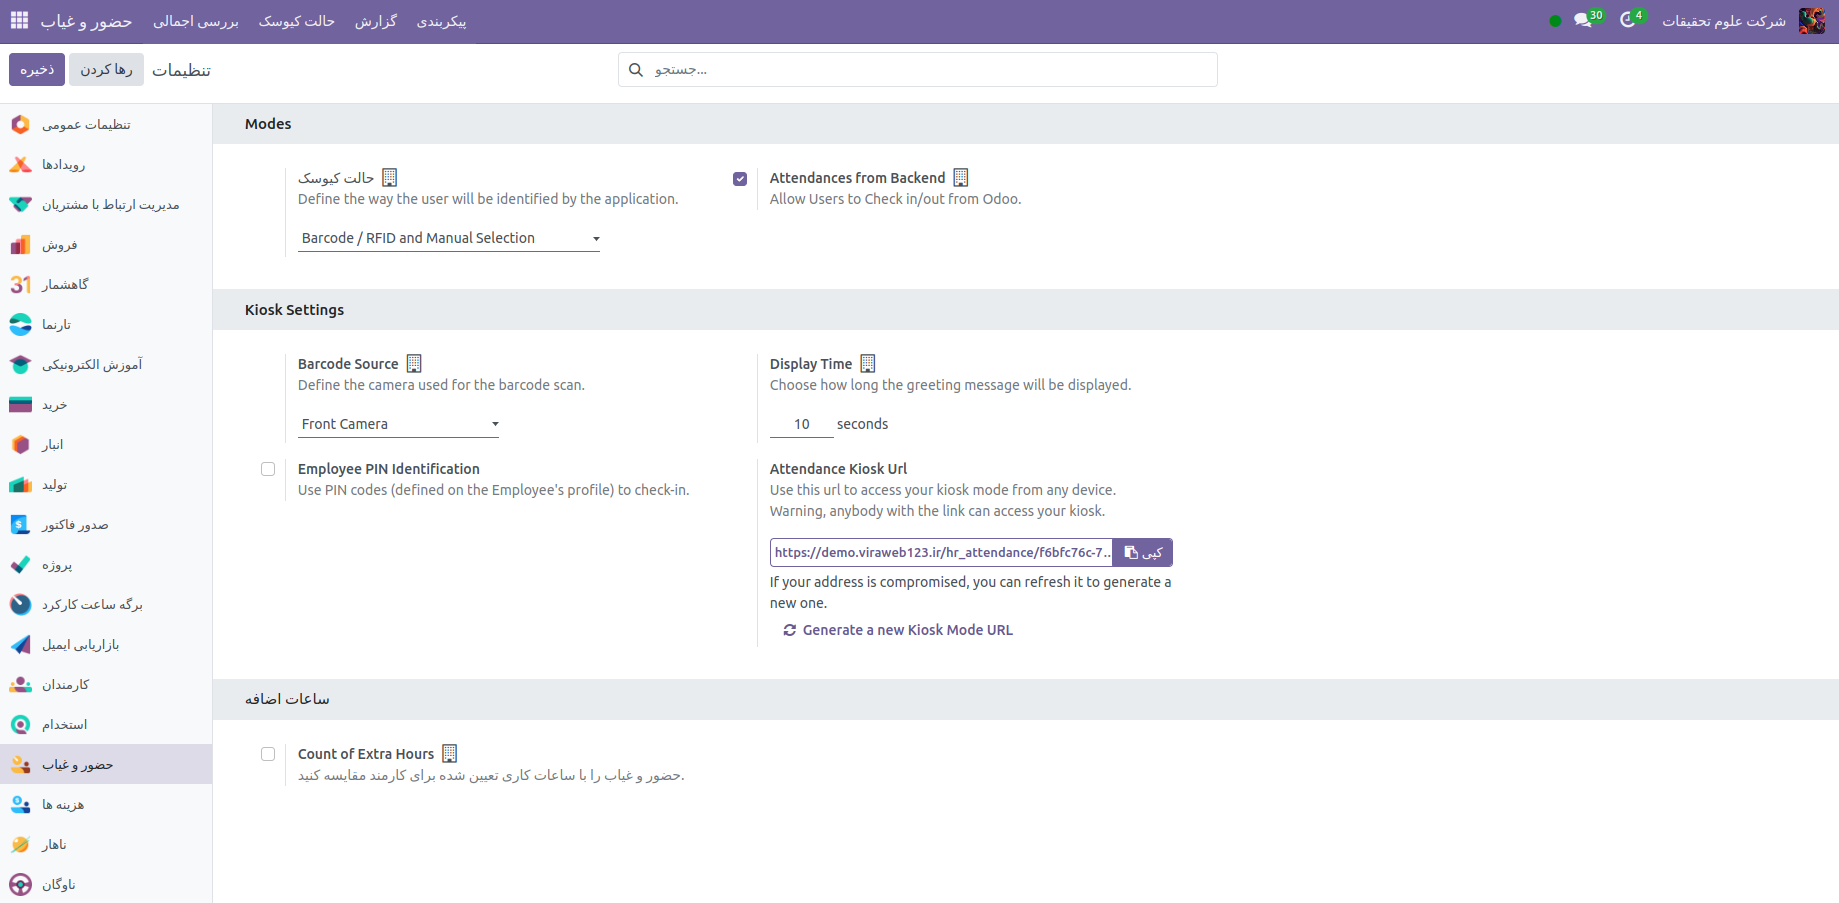 حضور و غیاب
بررسی اجمالی
حالت کیوسک
گزارش
پیکربندی
30
4
شرکت علوم تحقیقات
ذخیره
رها کردن
تنظیمات
جستجو...
تنظیمات عمومی
رویدادها
مدیریت ارتباط با مشتریان
فروش
31
گاهشمار
تارنما
آموزش الکترونیکی
خرید
انبار
تولید
صدور فاکتور
پروژه
برگه ساعت کارکرد
بازاریابی ایمیل
کارمندان
استخدام
حضور و غیاب
هزینه ها
ناهار
ناوگان
Modes
حالت کیوسک
Define the way the user will be identified by the application.
Barcode / RFID and Manual Selection
Attendances from Backend
Allow Users to Check in/out from Odoo.
Kiosk Settings
Barcode Source
Define the camera used for the barcode scan.
Front Camera
Display Time
Choose how long the greeting message will be displayed.
10 seconds
Employee PIN Identification
Use PIN codes (defined on the Employee's profile) to check-in.
Attendance Kiosk Url
Use this url to access your kiosk mode from any device.
Warning, anybody with the link can access your kiosk.
https://demo.viraweb123.ir/hr_attendance/f6bfc76c-7...
کپی
If your address is compromised, you can refresh it to generate a
new one.
Generate a new Kiosk Mode URL
ساعات اضافه
Count of Extra Hours
حضور و غیاب را با ساعات کاری تعیین شده برای کارمند مقایسه کنید.